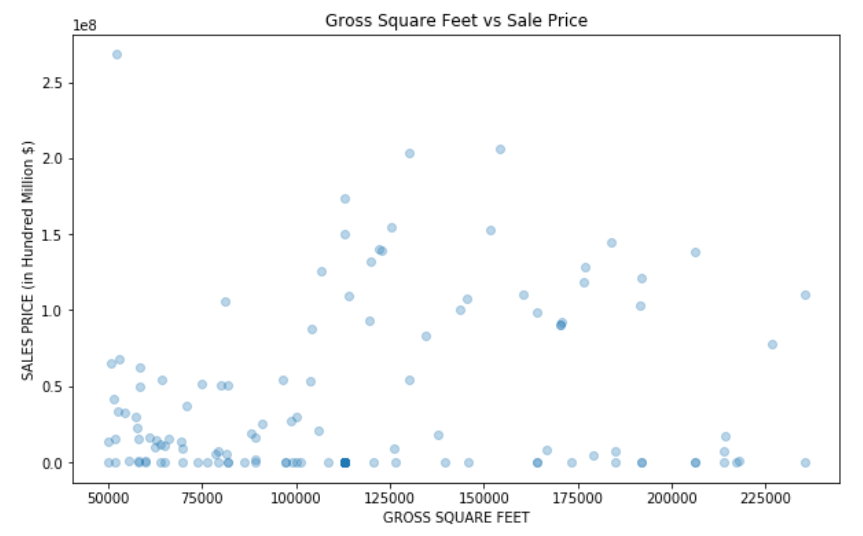 Gross Square Feet vs Sale Price
1e8
2.5
2.0
1.5
1.0
0.5
0.0
SALES PRICE (in Hundred Million $)
50000 75000 100000 125000 150000 175000 200000 225000
GROSS SQUARE FEET